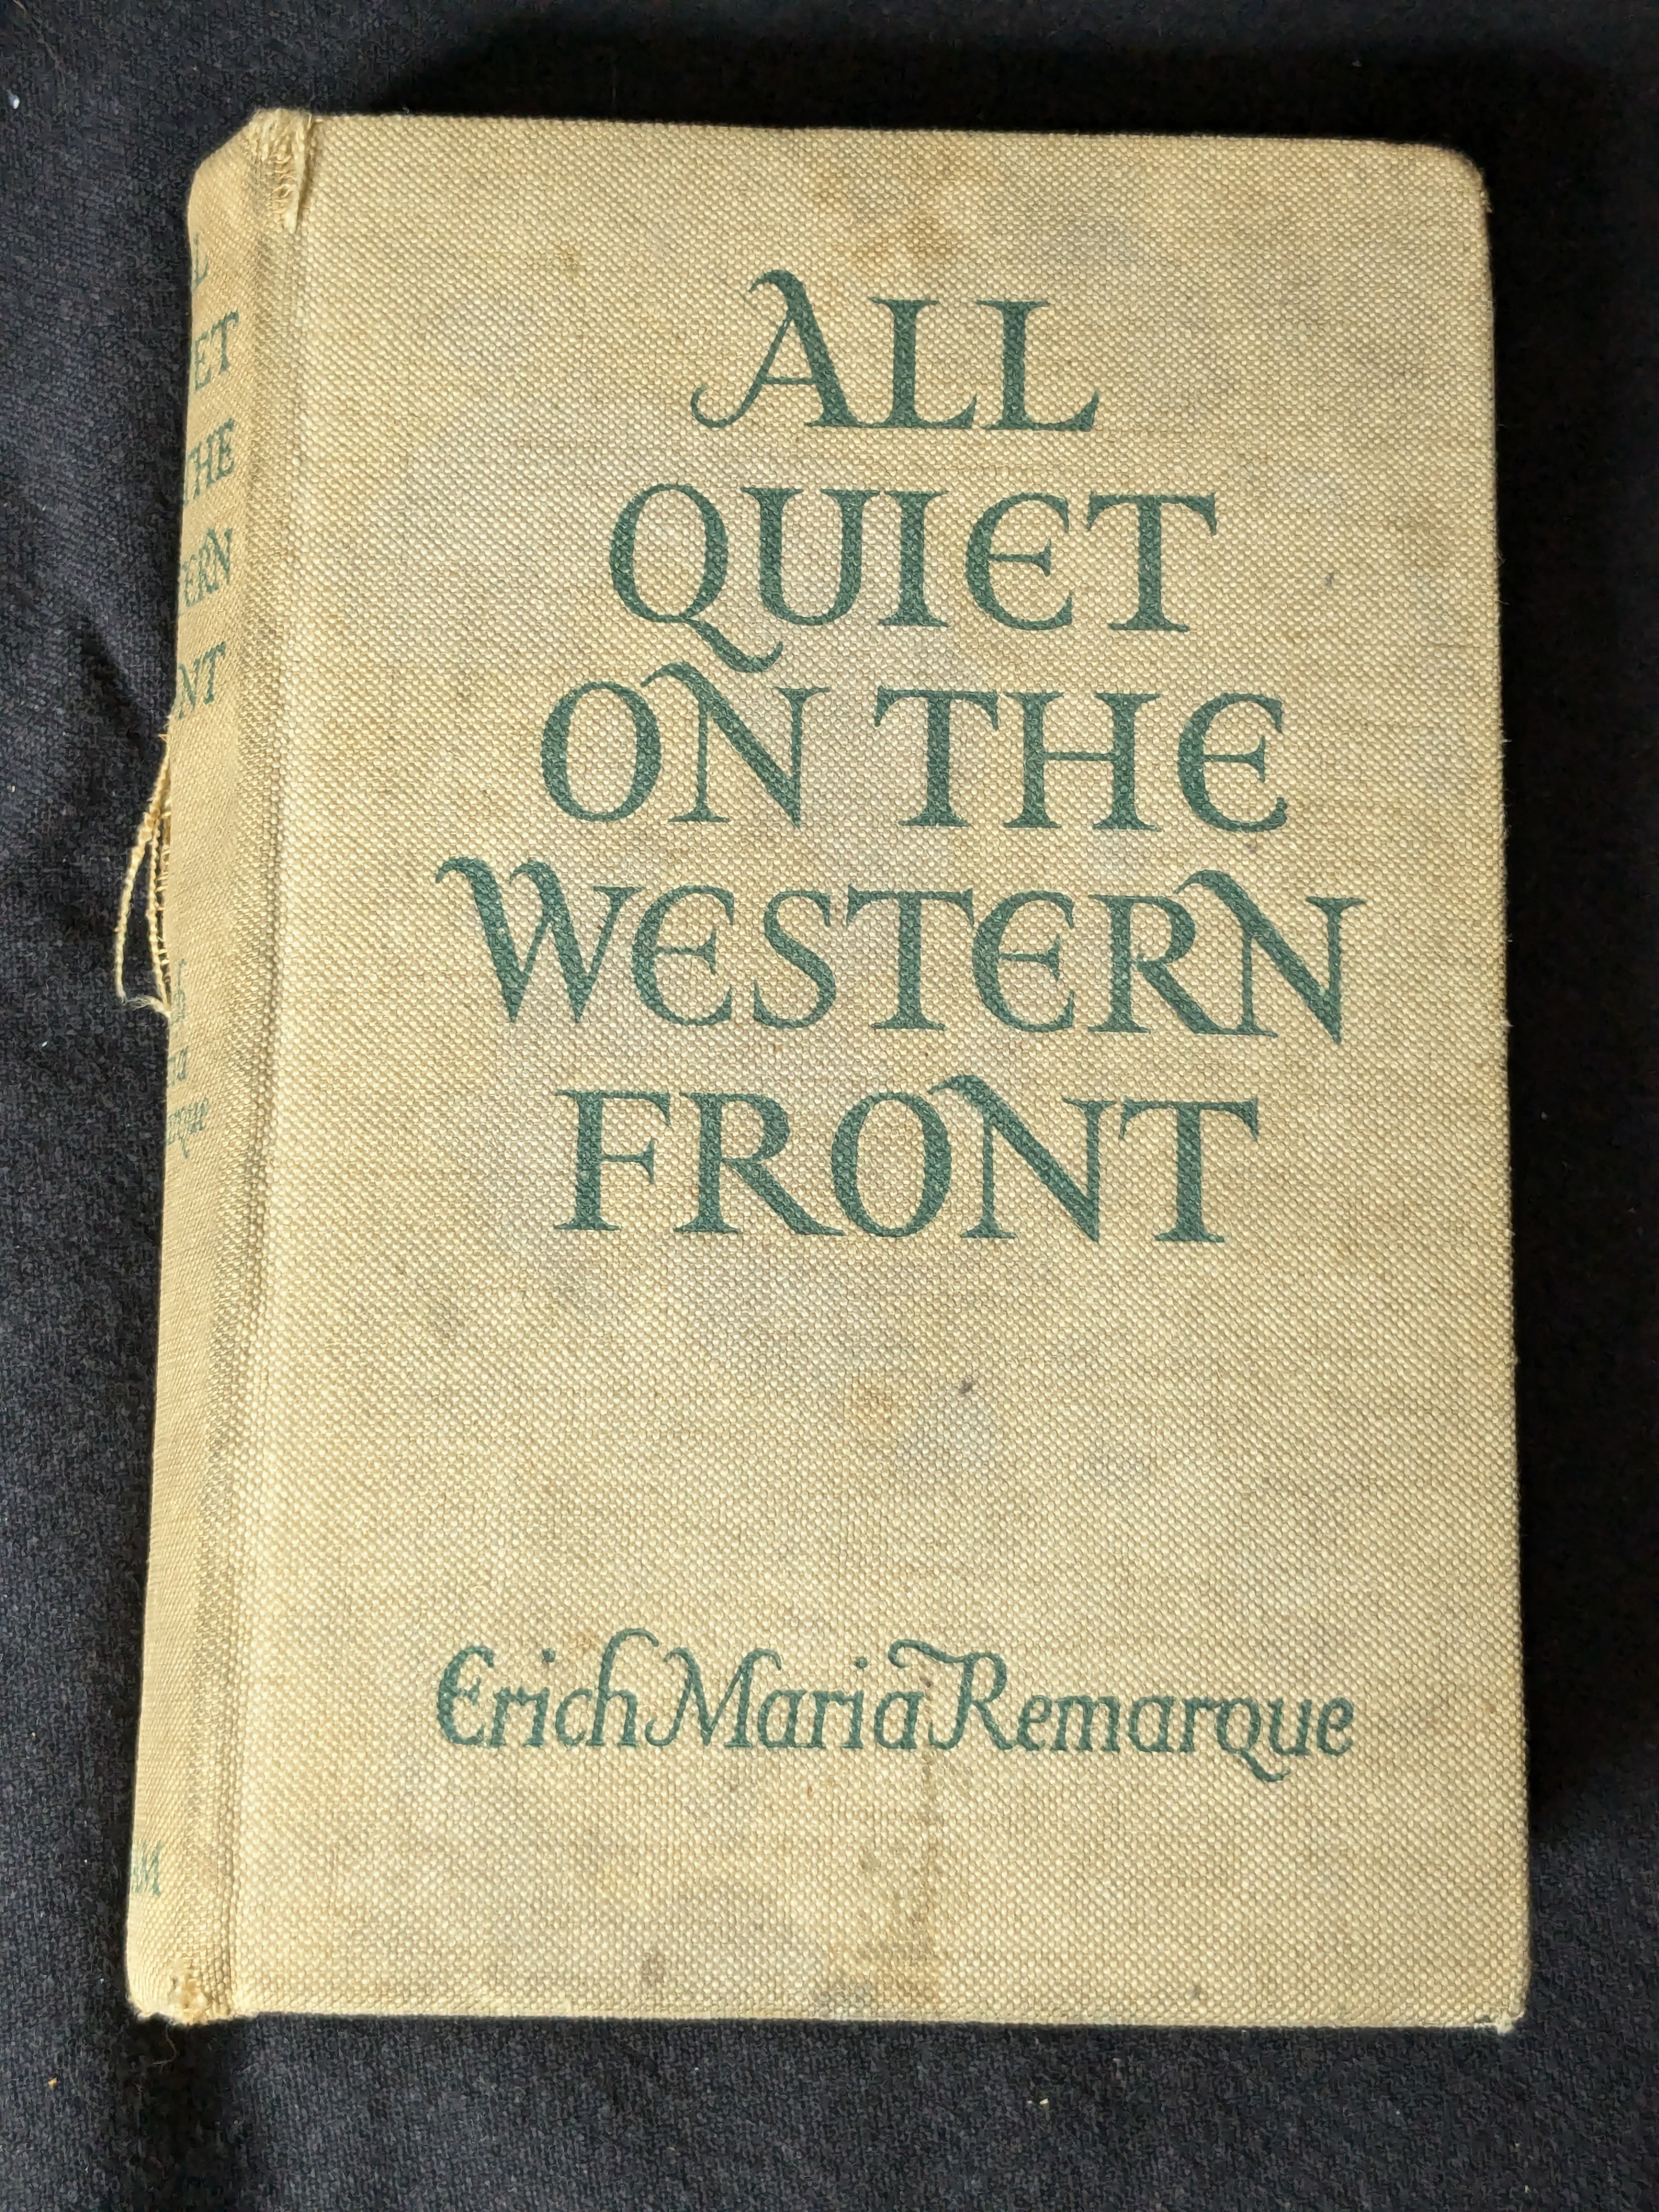 ALL
QUIET
ON THE
WESTERN
FRONT
Erich Maria Remarque